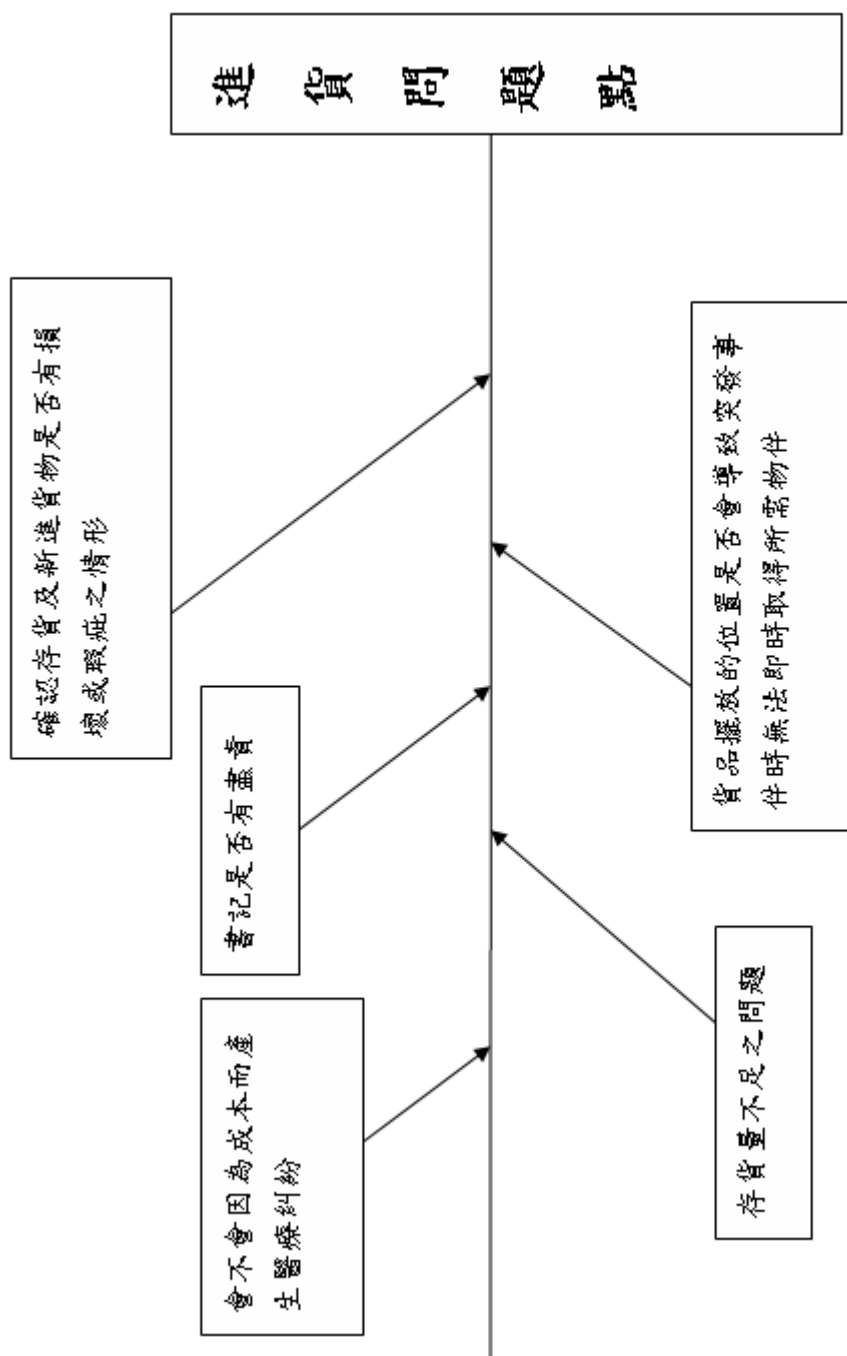 進貨問題點
確認存貨及新進貨物是否有損
壞或瑕疵之情形
書記是否有盡責
會不會因為成本而產
生醫療糾紛
貨品擺放的位置是否會導致突發事
件時無法即時取得所需物件
存貨量不足之問題